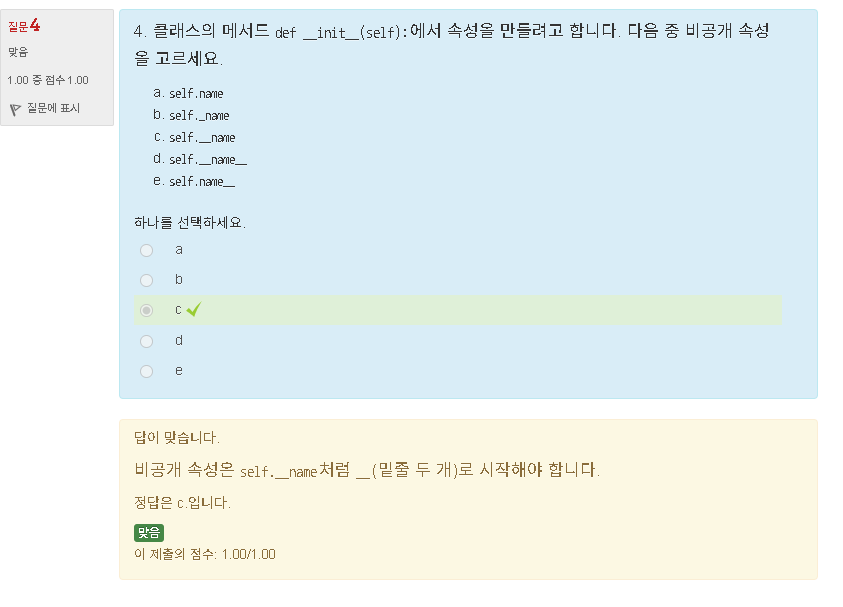 질문 4
맞음
1.00 중 점수 1.00
질문에 표시
4. 클래스의 메서드 def __init__(self):에서 속성을 만들려고 합니다. 다음 중 비공개 속성
을 고르세요.
a. self.name
b. self._name
c. self.__name
d. self.__name__
e. self.name__
하나를 선택하세요.
a
b
c
d
e
답이 맞습니다.
비공개 속성은 self.__name처럼 __(밑줄 두 개)로 시작해야 합니다.
정답은 c.입니다.
맞음
이 제출의 점수: 1.00/1.00